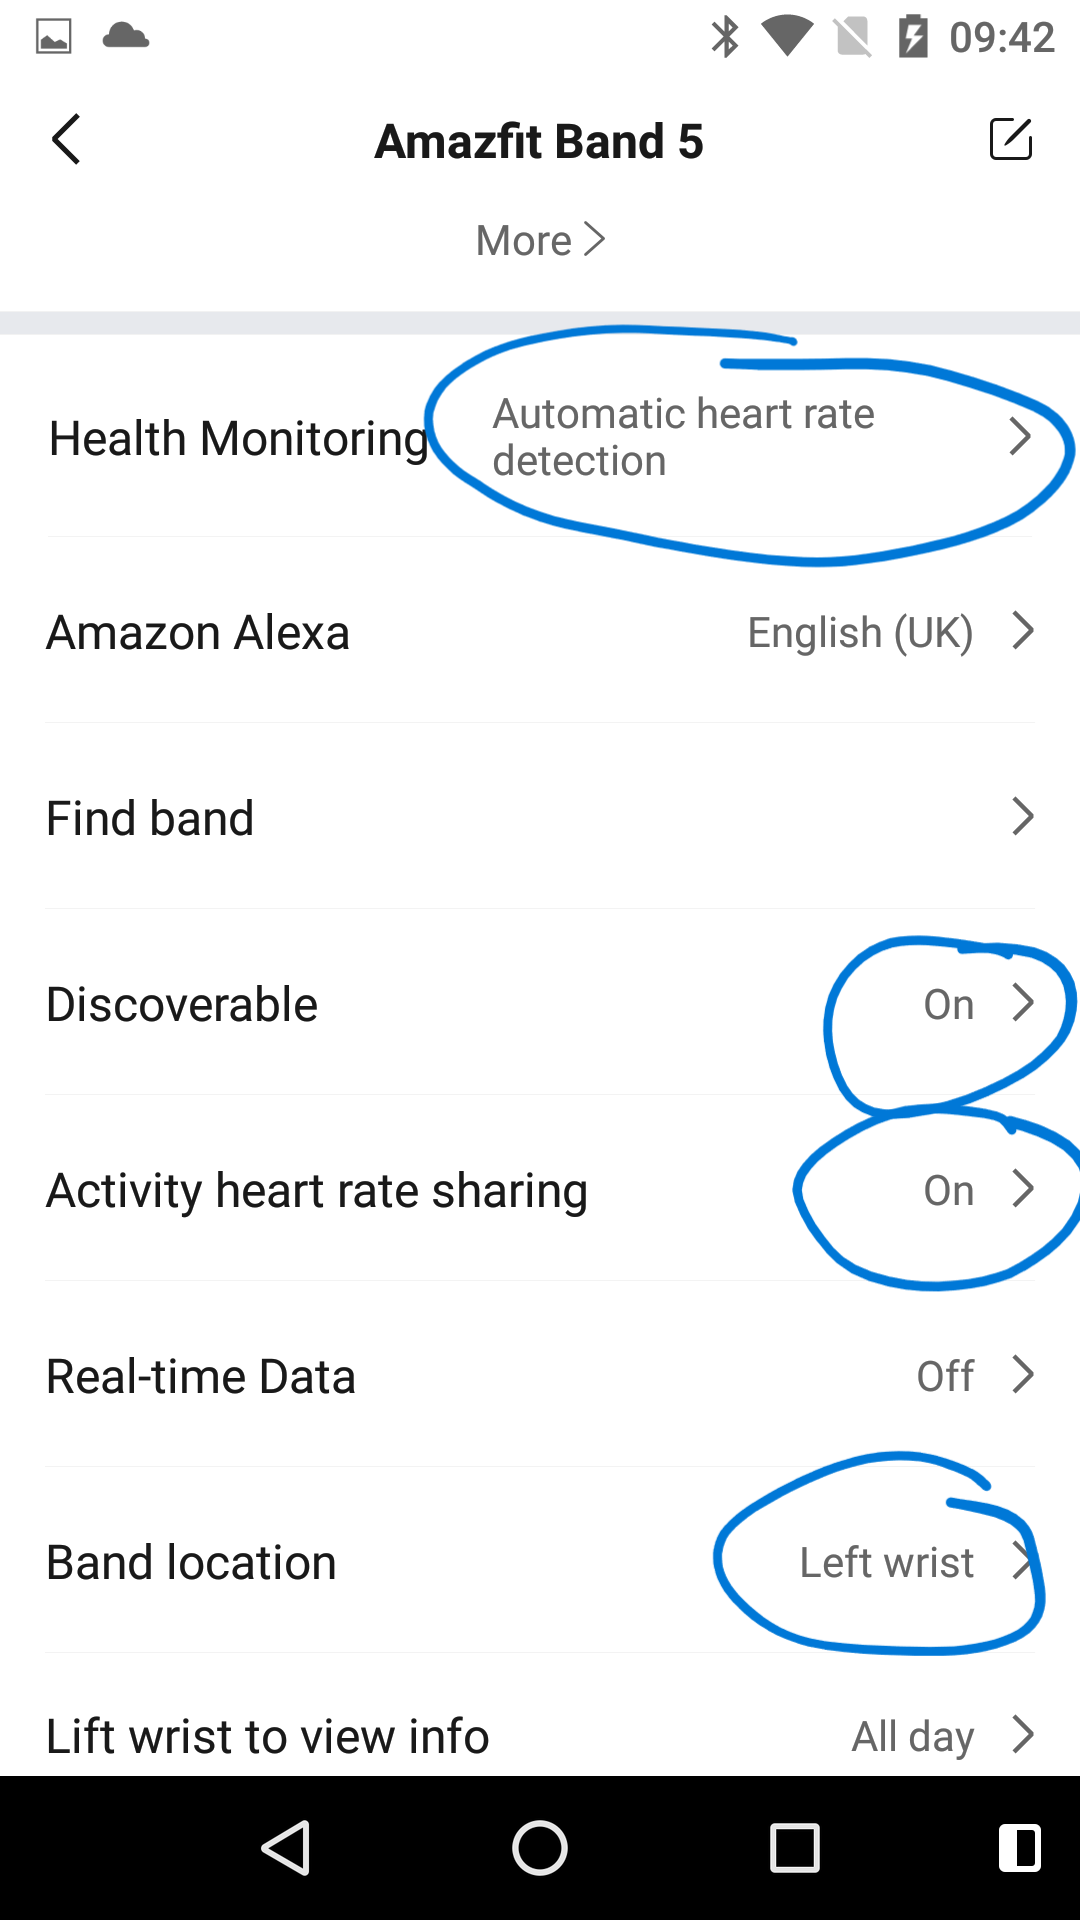 09:42
Amazfit Band 5
More
Health Monitoring
Automatic heart rate
detection
Amazon Alexa English (UK)
Find band
Discoverable On
Activity heart rate sharing On
Real-time Data Off
Band location Left wrist
Lift wrist to view info All day